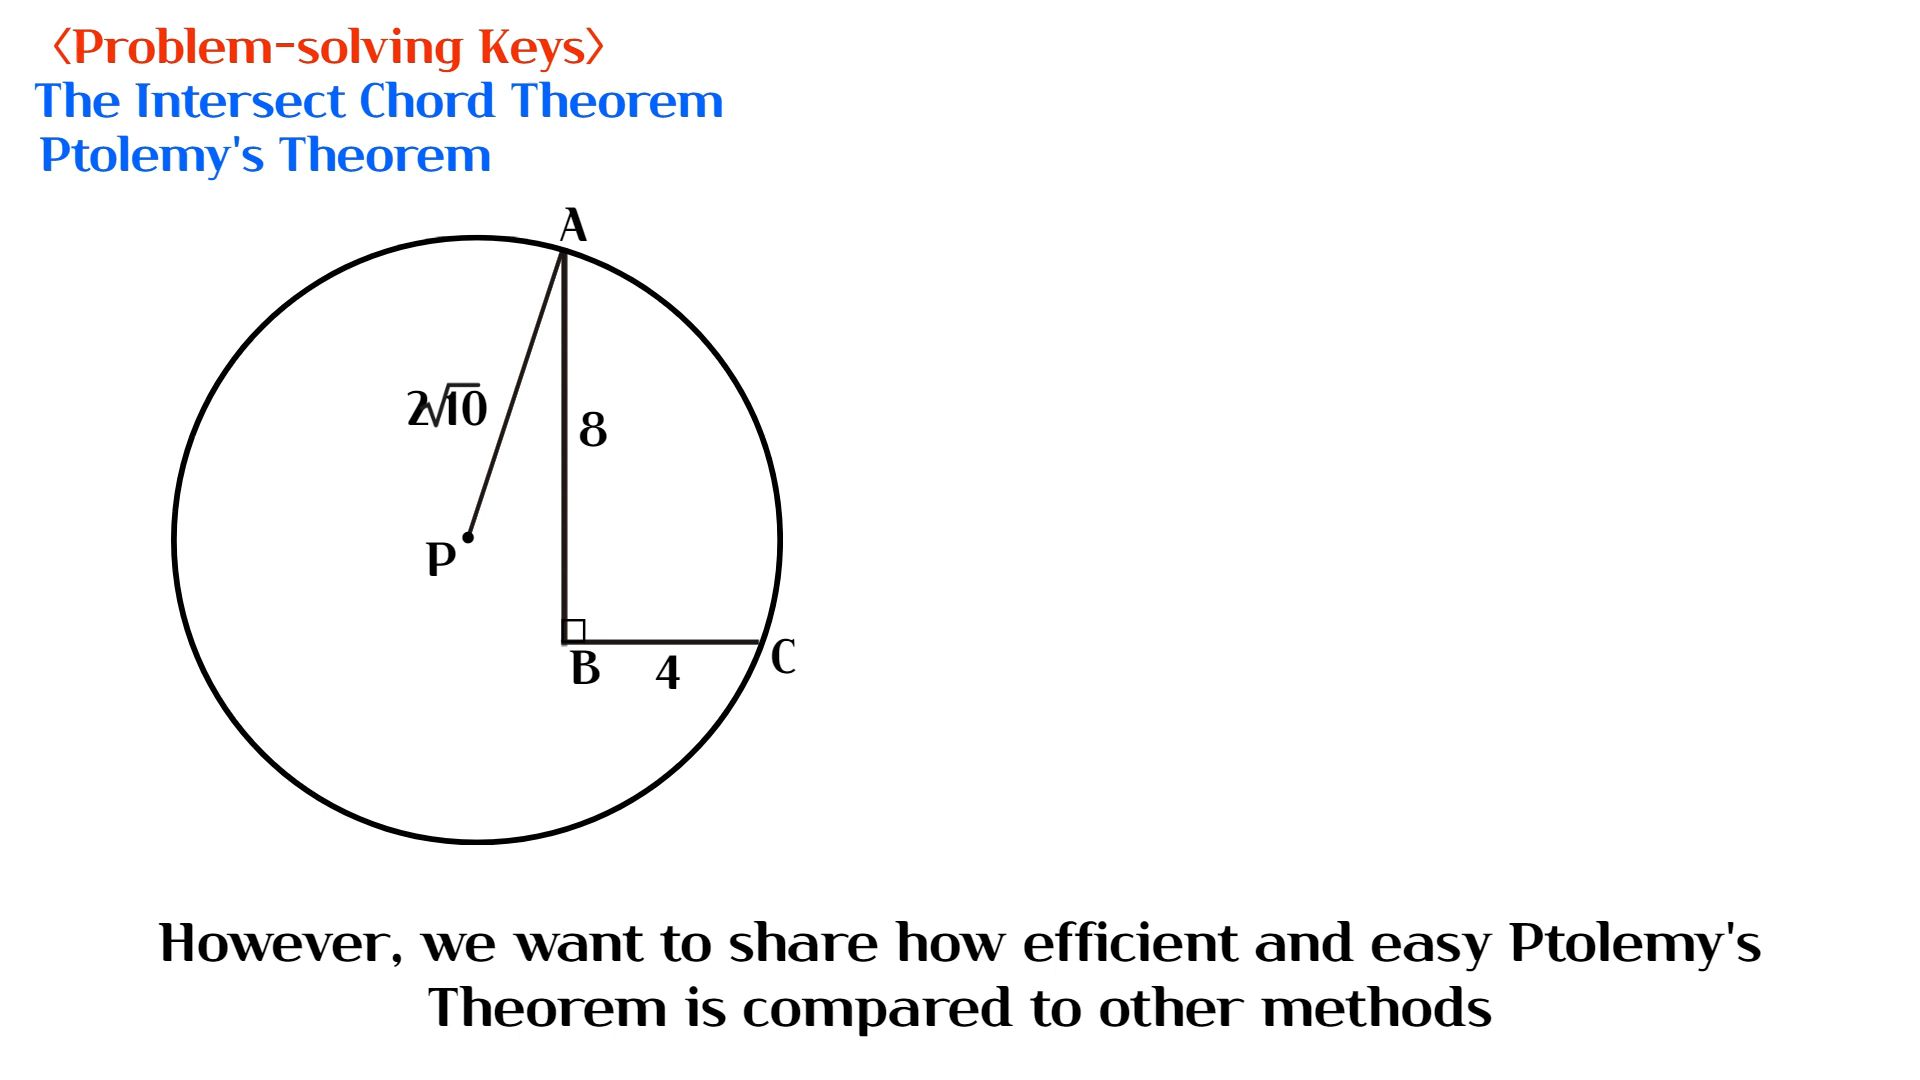 〈Problem-solving Keys〉
The Intersect Chord Theorem
Ptolemy's Theorem
A
2√10
8
P
B
4
C
However, we want to share how efficient and easy Ptolemy's
Theorem is compared to other methods